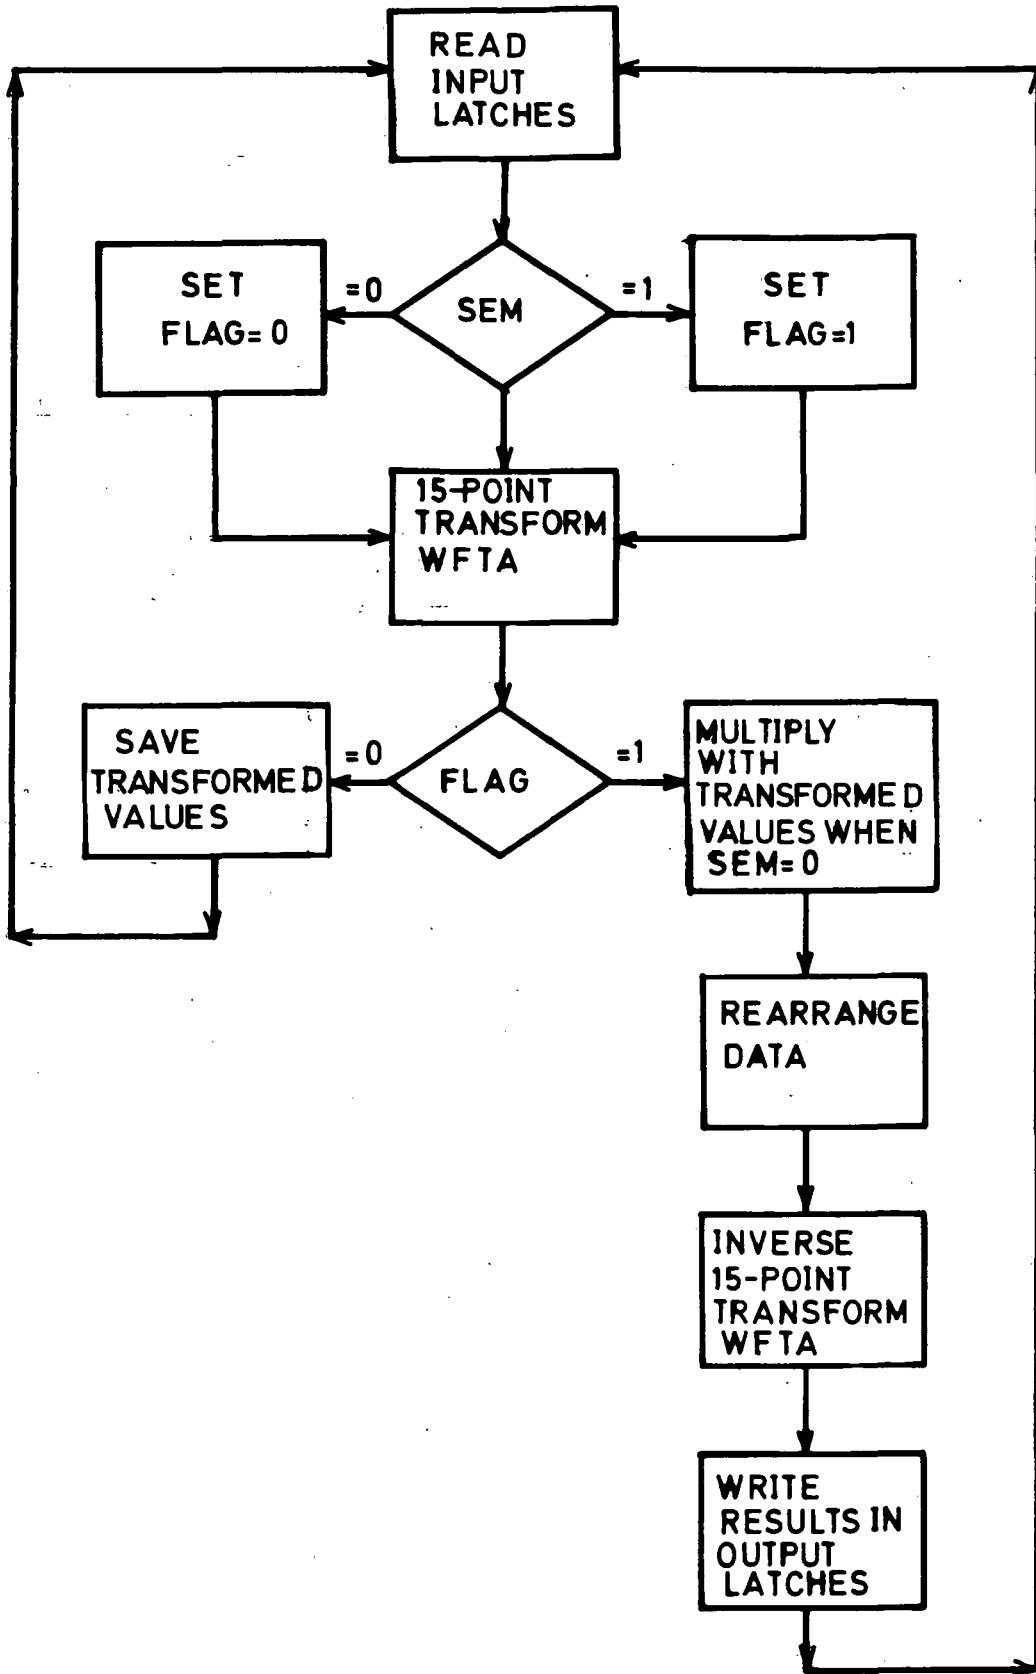 READ
INPUT
LATCHES
SET
FLAG=0
=0
SEM
=1
SET
FLAG=1
15-POINT
TRANSFORM
WFTA
SAVE
TRANSFORMED
VALUES
=0
FLAG
=1
MULTIPLY
WITH
TRANSFORMED
VALUES WHEN
SEM=0
REARRANGE
DATA
INVERSE
15-POINT
TRANSFORM
WFTA
WRITE
RESULTS IN
OUTPUT
LATCHES